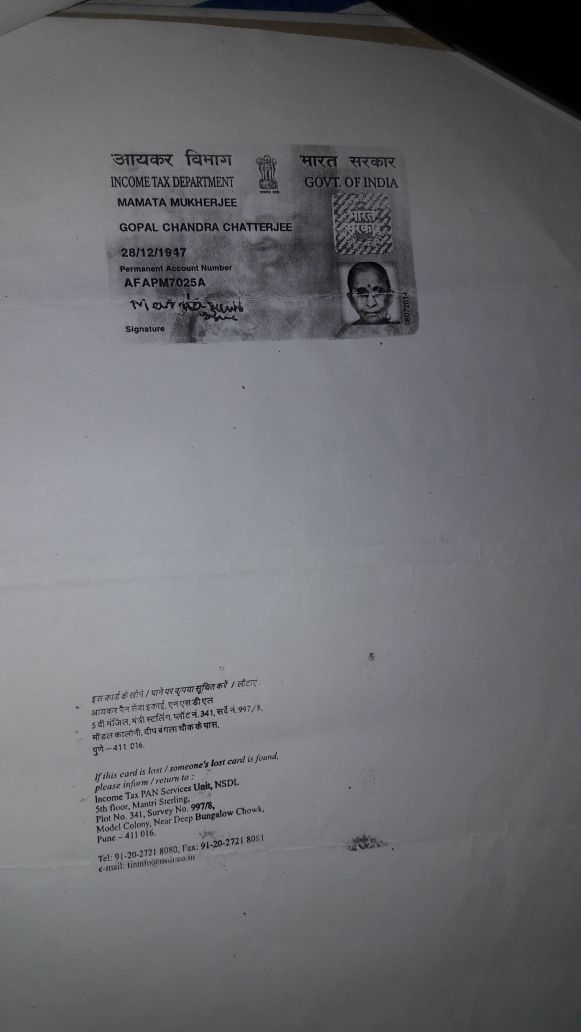 आयकर विभाग
भारत सरकार
INCOME TAX DEPARTMENT
GOVT. OF INDIA
MAMATA MUKHERJEE
GOPAL CHANDRA CHATTERJEE
28/12/1947
Permanent Account Number
AFAPM7025A
Signature
इस कार्ड के खोने / पाने पर कृपया सूचित करें / लौटाएं :
आयकर पैन सेवा इकाई, एन एस डी एल
5 वी मंजिल, मंत्री स्टर्लिंग, प्लॉट नं. 341, सर्वे नं. 997/8,
मॉडल कालोनी, दीप बंगला चौक के पास,
पुणे – 411 016.
If this card is lost / someone's lost card is found,
please inform / return to :
Income Tax PAN Services Unit, NSDL
5th floor, Mantri Sterling,
Plot No. 341, Survey No. 997/8,
Model Colony, Near Deep Bungalow Chowk,
Pune – 411 016.
Tel: 91-20-2721 8080, Fax: 91-20-2721 8081
e-mail: tininfo@nsdl.co.in